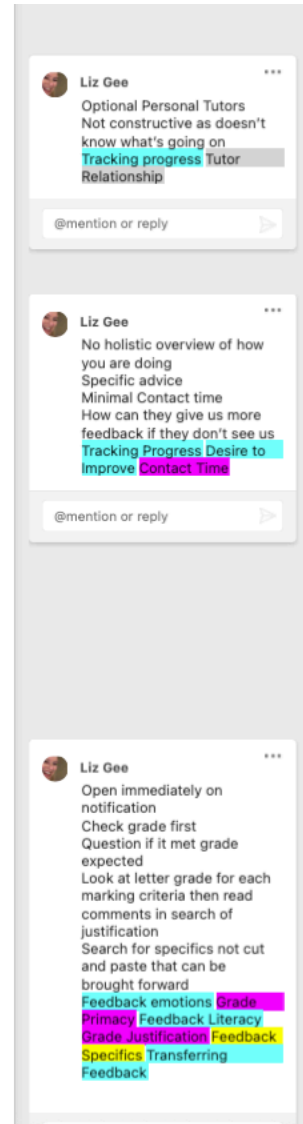 Liz Gee
Optional Personal Tutors
Not constructive as doesn't
know what's going on
Tracking progress Tutor
Relationship
@mention or reply
Liz Gee
No holistic overview of how
you are doing
Specific advice
Minimal Contact time
How can they give us more
feedback if they don't see us
Tracking Progress Desire to
Improve Contact Time
@mention or reply
Liz Gee
Open immediately on
notification
Check grade first
Question if it met grade
expected
Look at letter grade for each
marking criteria then read
comments in search of
justification
Search for specifics not cut
and paste that can be
brought forward
Feedback emotions Grade
Primacy Feedback Literacy
Grade Justification Feedback
Specifics Transferring
Feedback